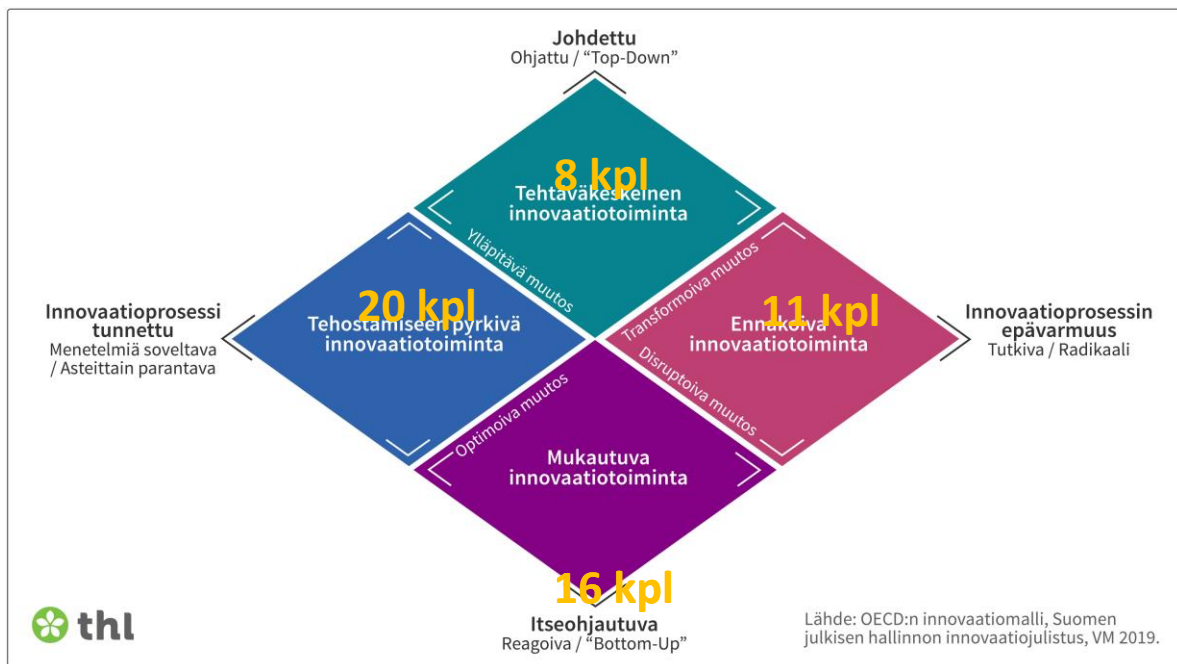 Johdettu
Ohjattu / “Top-Down”
8 kpl
Tehtäväkeskeinen
innovaatiotoiminta
Ylläpitävä muutos
Transformoiva muutos
20 kpl
Tehostamiseen pyrkivä
innovaatiotoiminta
11 kpl
Ennakoiva
innovaatiotoiminta
Innovaatioprosessi
tunnettu
Menetelmiä soveltava
/ Asteittain parantava
Innovaatioprosessin
epävarmuus
Tutkiva / Radikaali
Optimoiva muutos
Disruptoiva muutos
Mukautuva
innovaatiotoiminta
16 kpl
Itseohjautuva
Reagoiva / “Bottom-Up”
thl
Lähde: OECD:n innovaatiomalli, Suomen
julkisen hallinnon innovaatiojulistus, VM 2019.